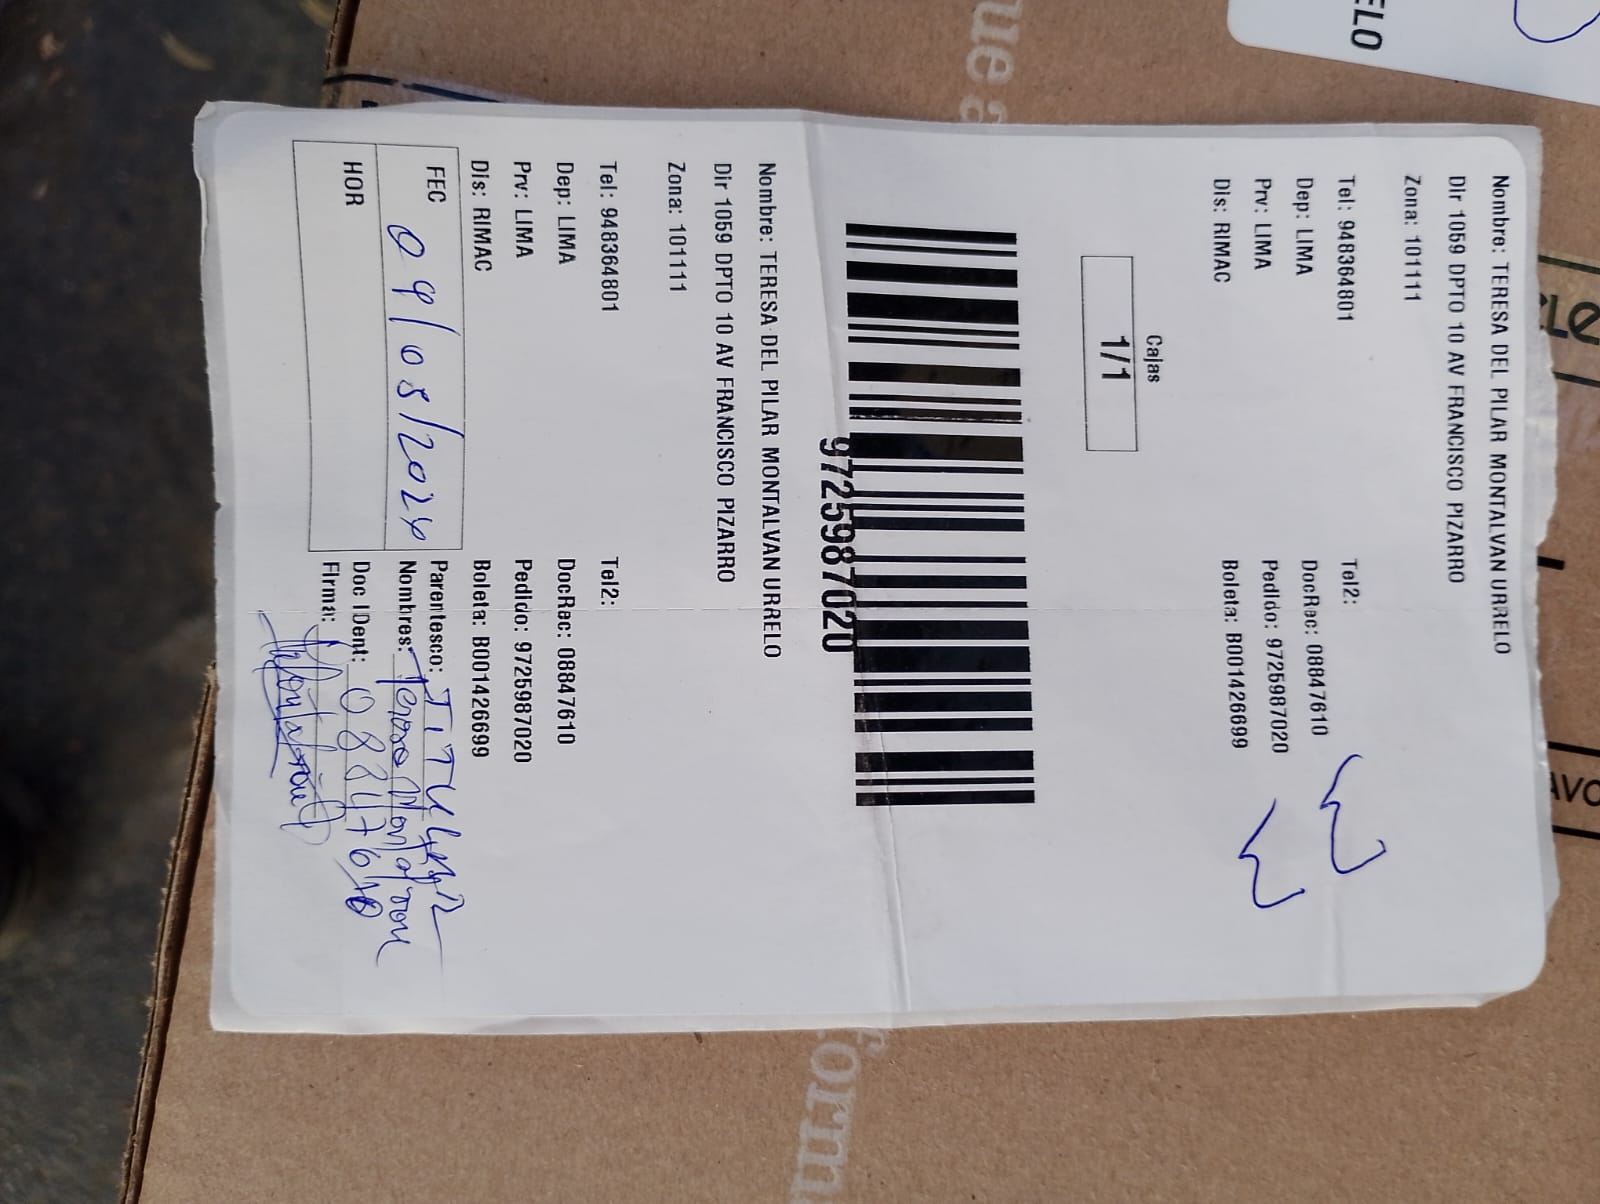 Nombre: TERESA DEL PILAR MONTALVAN URRELO
Dir 1059 DPTO 10 AV FRANCISCO PIZARRO
Zona: 101111
Tel: 948364801 Tel2:
Dep: LIMA DocRec: 08847610
Prv: LIMA Pedido: 9725987020
Dis: RIMAC Boleta: B001426699
Cajas
1/1
9725987020
Nombre: TERESA DEL PILAR MONTALVAN URRELO
Dir 1059 DPTO 10 AV FRANCISCO PIZARRO
Zona: 101111
Tel: 948364801 Tel2:
Dep: LIMA DocRec: 08847610
Prv: LIMA Pedido: 9725987020
Dis: RIMAC Boleta: B001426699
FEC 09/08/2024 Parentesco: TITULAR
Nombres: Teresa Montalvan
HOR Doc IDent: 08847610
Firma:
ELO
ue a
forma